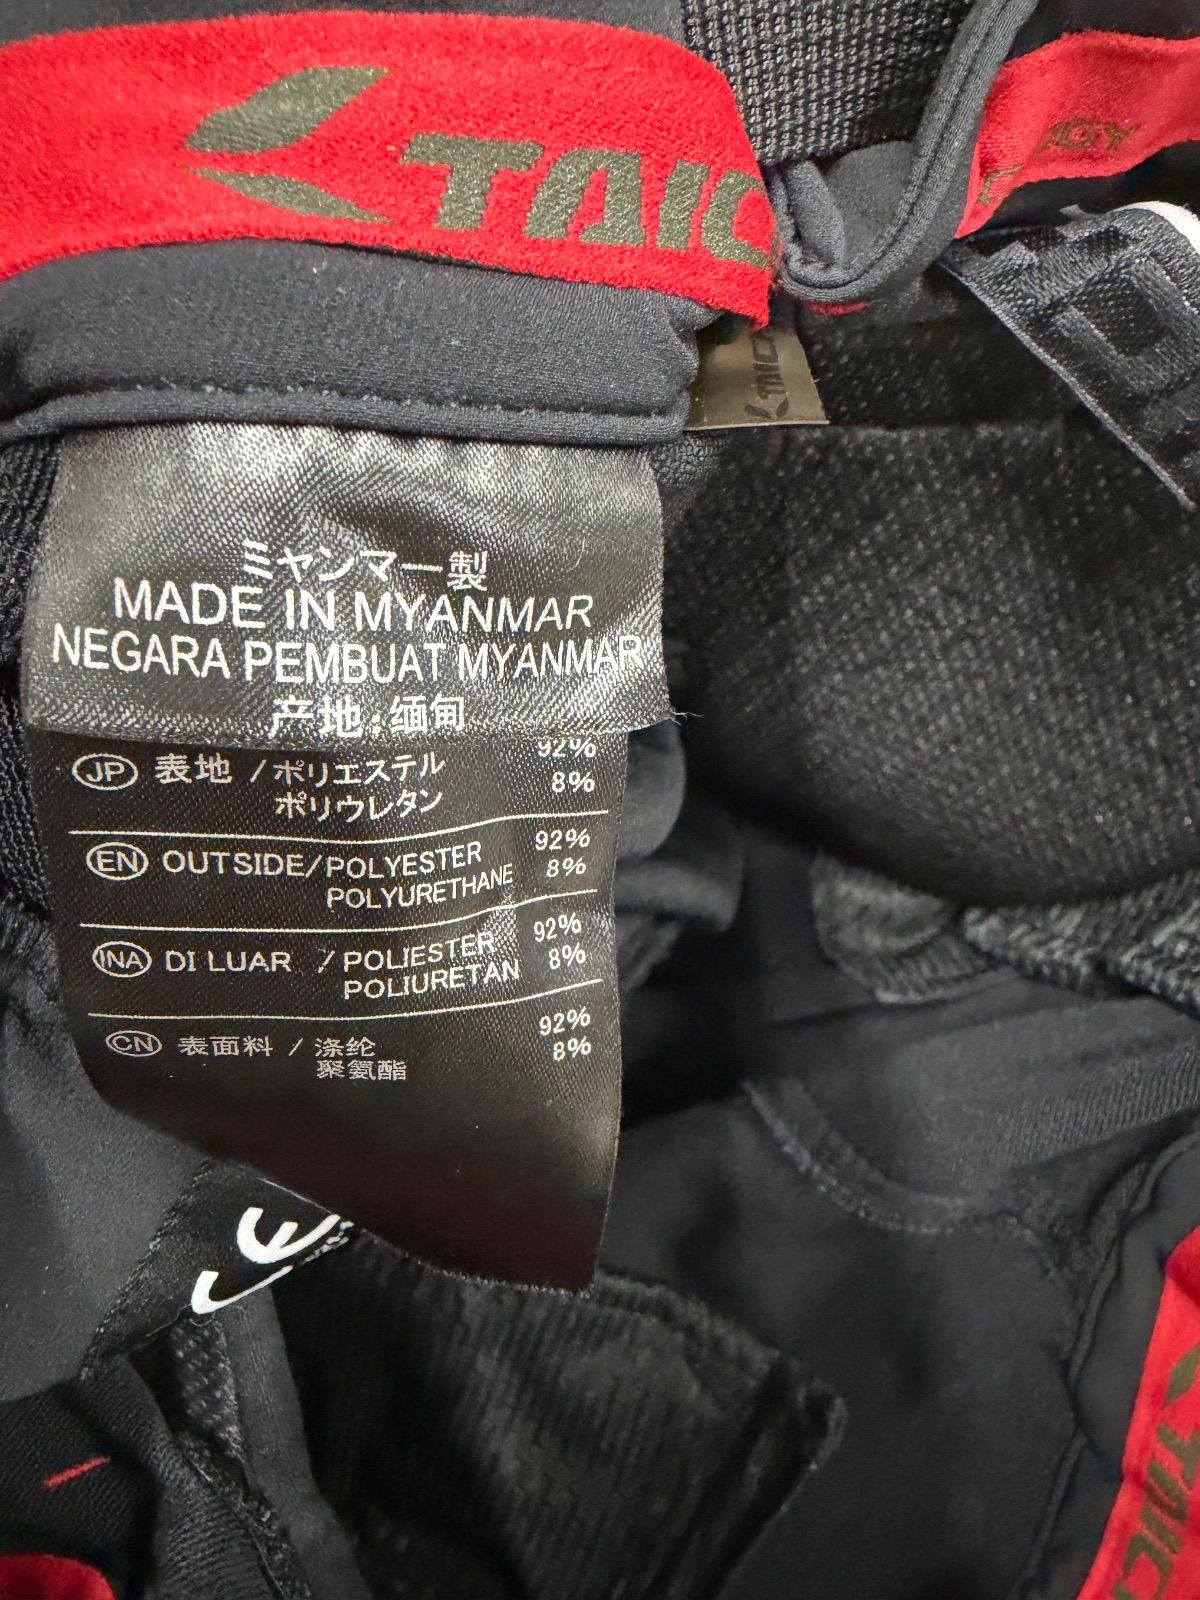 TAIC
GY
TAIC
ミャンマー製
MADE IN MYANMAR
NEGARA PEMBUAT MYANMAR
产地:缅甸
JP 表地 / ポリエステル 92%
ポリウレタン 8%
EN OUTSIDE/POLYESTER 92%
POLYURETHANE 8%
INA DI LUAR / POLIESTER 92%
POLIURETAN 8%
CN 表面料 / 涤纶 92%
聚氨酯 8%
CE
TAIC